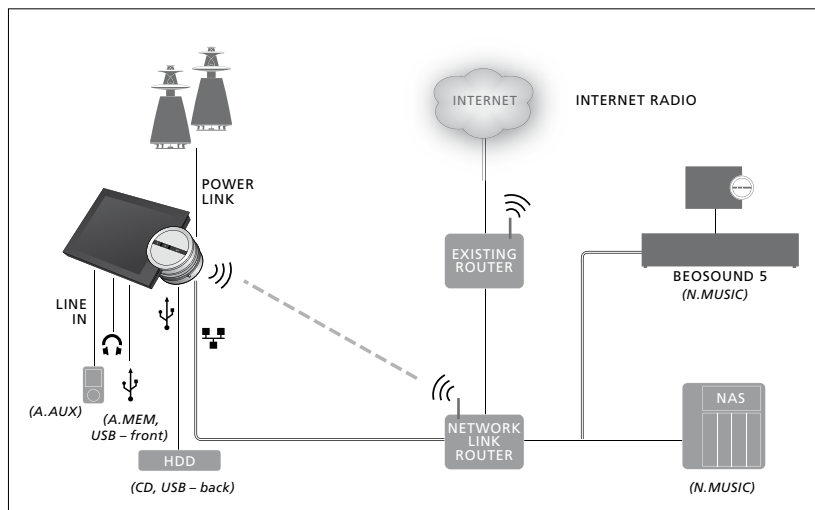 INTERNET
INTERNET RADIO
POWER
LINK
EXISTING
ROUTER
BEOSOUND 5
(N.MUSIC)
LINE
IN
(A.AUX)
(A.MEM,
USB – front)
HDD
(CD, USB – back)
NETWORK
LINK
ROUTER
NAS
(N.MUSIC)